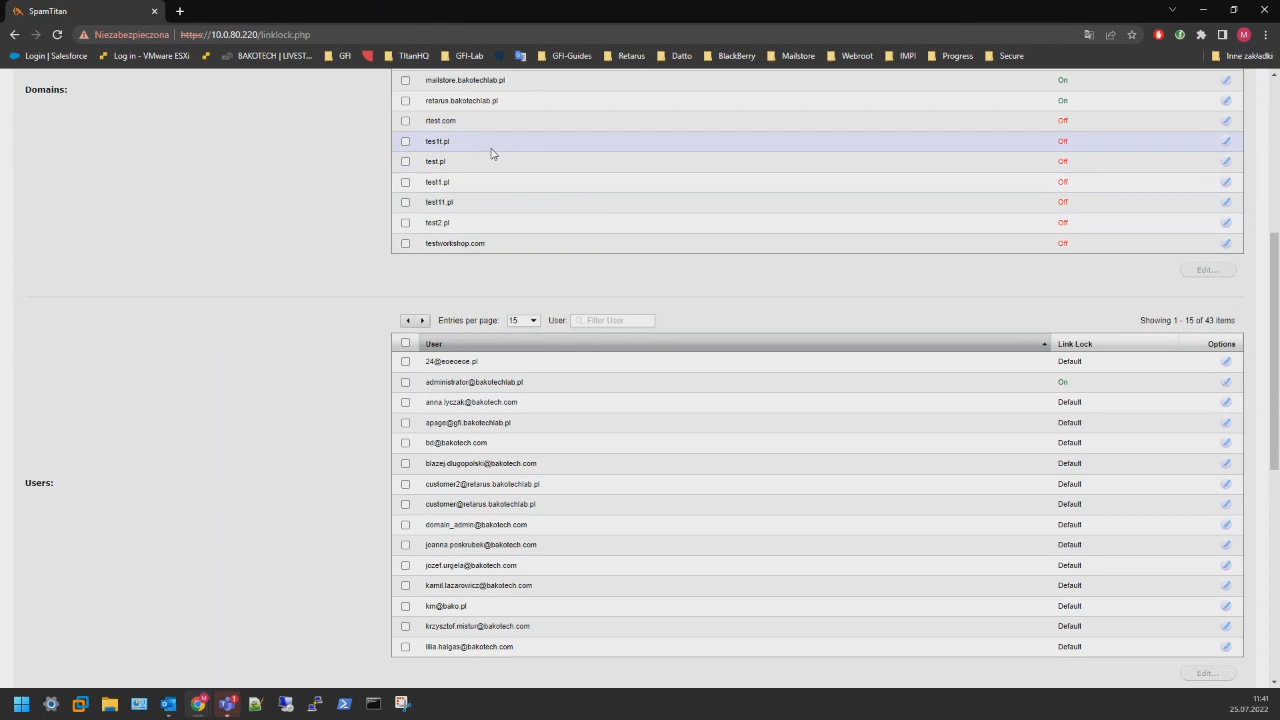 SpamTitan
Niezabezpieczona https://10.0.80.220/linklock.php
Login | Salesforce Log in - VMware ESXi BAKOTECH | LIVEST... GFI TItanHQ GFI-Lab GFI-Guides Retarus Datto BlackBerry Mailstore Webroot IMPI Progress Secure Inne zakładki
Domains:
mailstore.bakotechlab.pl On
retarus.bakotechlab.pl On
rtest.com Off
tes1t.pl Off
test.pl Off
test1.pl Off
test11.pl Off
test2.pl Off
testworkshop.com Off
Edit...
Entries per page: 15 User: Filter User Showing 1 - 15 of 43 items
User Link Lock Options
24@eoeoeoe.pl Default
administrator@bakotechlab.pl On
anna.lyczak@bakotech.com Default
apage@gfi.bakotechlab.pl Default
bd@bakotech.com Default
blazej.dlugopolski@bakotech.com Default
Users:
customer2@retarus.bakotechlab.pl Default
customer@retarus.bakotechlab.pl Default
domain_admin@bakotech.com Default
joanna.poskrubek@bakotech.com Default
jozef.urgela@bakotech.com Default
kamil.lazarowicz@bakotech.com Default
km@bako.pl Default
krzysztof.mistur@bakotech.com Default
lilia.halgas@bakotech.com Default
Edit...
11:41
25.07.2022